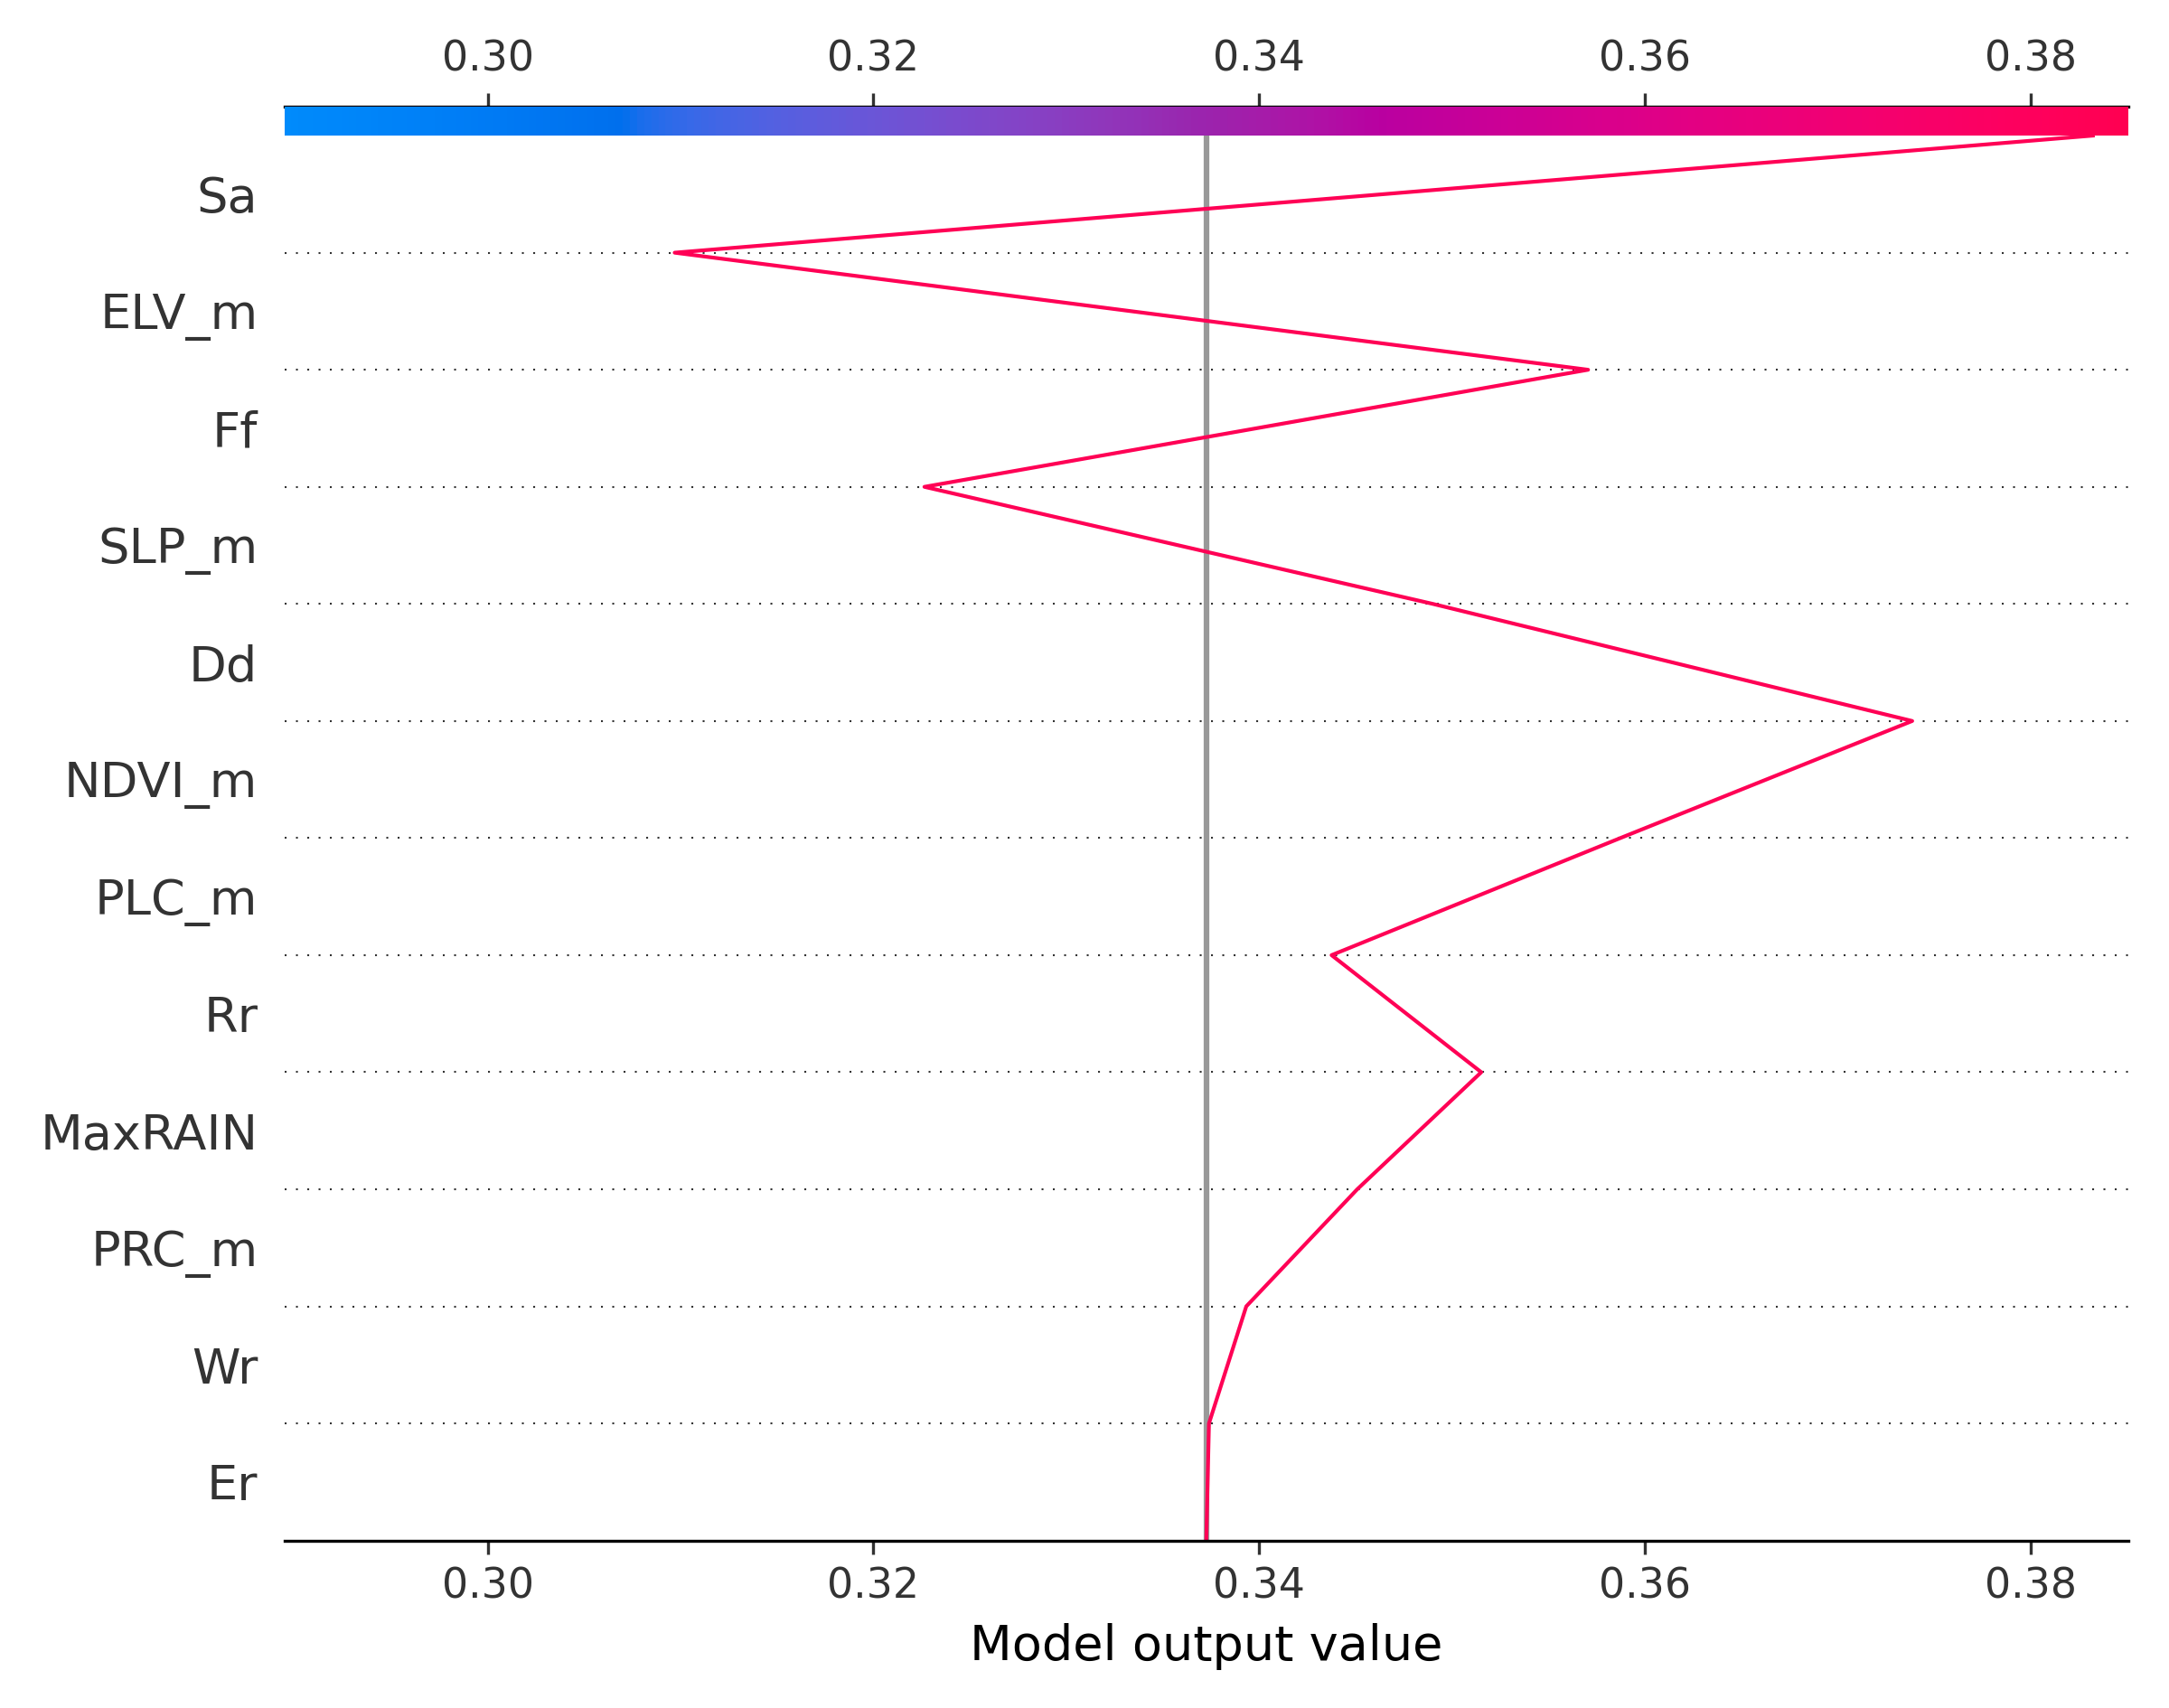 0.30 0.32 0.34 0.36 0.38
Sa
ELV_m
Ff
SLP_m
Dd
NDVI_m
PLC_m
Rr
MaxRAIN
PRC_m
Wr
Er
0.30 0.32 0.34 0.36 0.38
Model output value